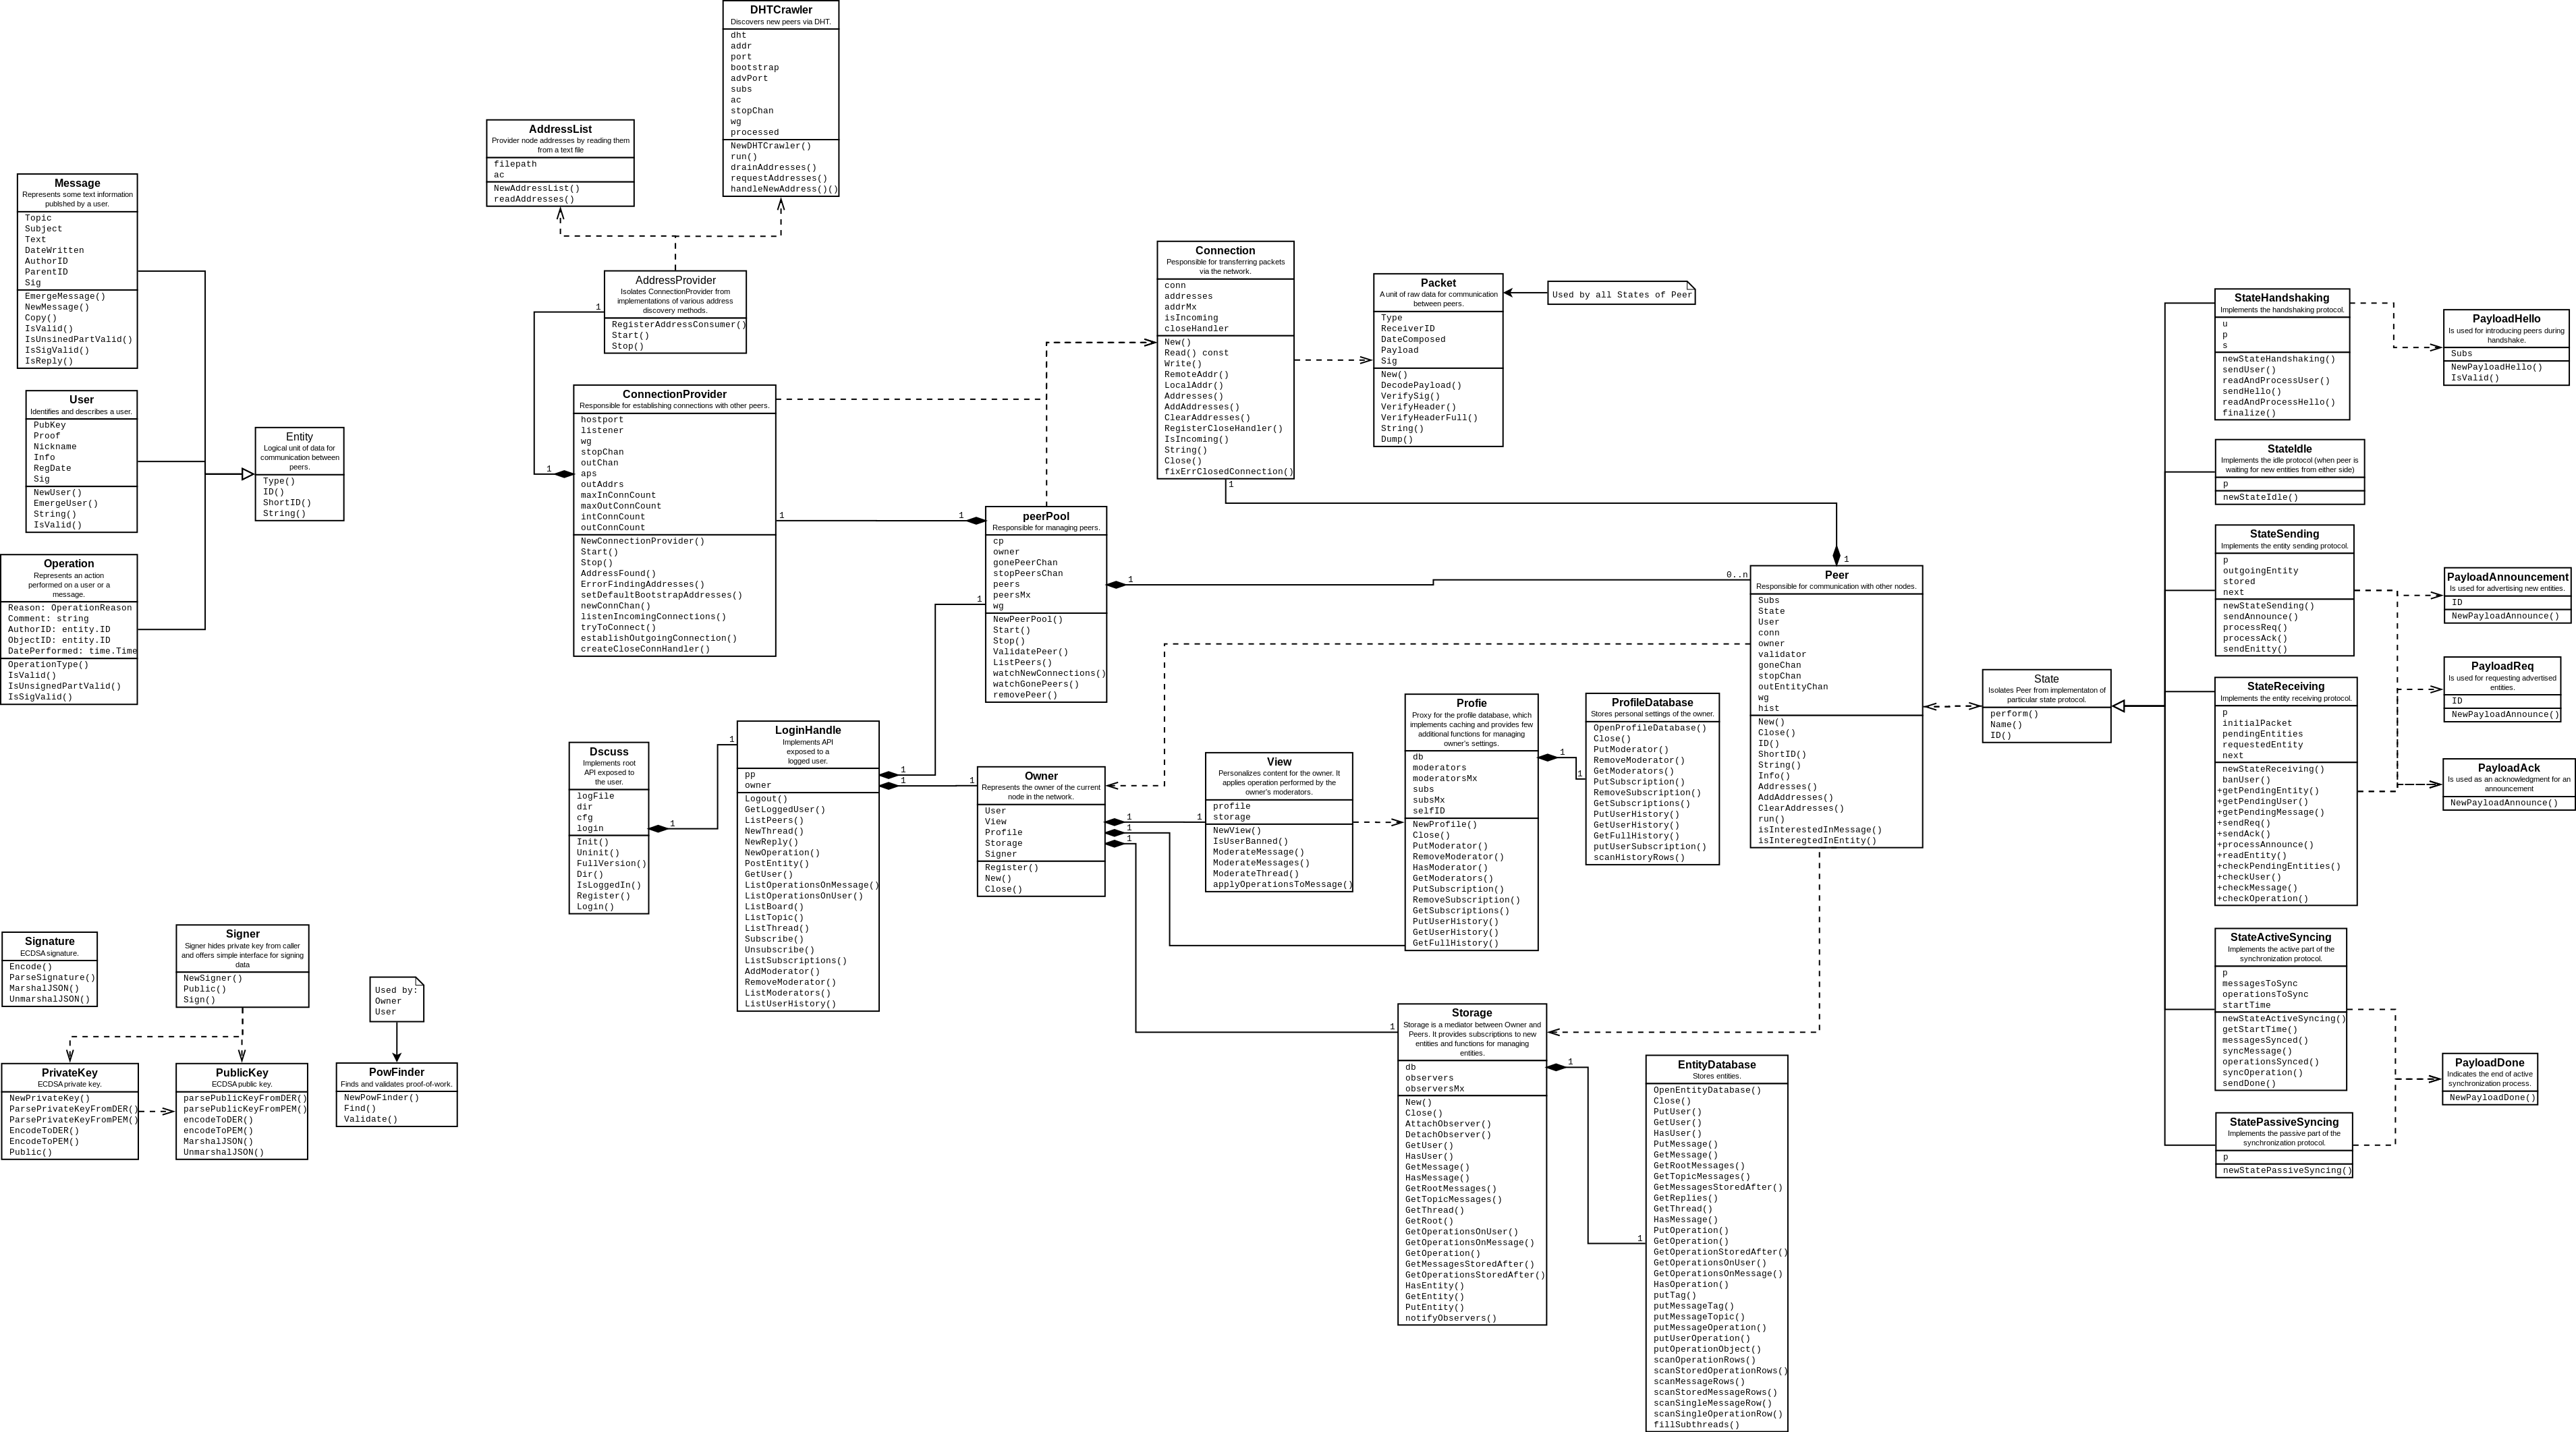 DHTCrawler
Discovers new peers via DHT.
dht
addr
port
bootstrap
advPort
subs
ac
stopChan
wg
processed
NewDHTCrawler()
run()
drainAddresses()
requestAddresses()
handleNewAddress()()
AddressList
Provider node addresses by reading them
from a text file
filepath
ac
NewAddressList()
readAddresses()
Message
Represents some text information
publshed by a user.
Topic
Subject
Text
DateWritten
AuthorID
ParentID
Sig
EmergeMessage()
NewMessage()
Copy()
IsValid()
IsUnsinedPartValid()
IsSigValid()
IsReply()
User
Identifies and describes a user.
PubKey
Proof
Nickname
Info
RegDate
Sig
NewUser()
EmergeUser()
String()
IsValid()
Operation
Represents an action
performed on a user or a
message.
Reason: OperationReason
Comment: string
AuthorID: entity.ID
ObjectID: entity.ID
DatePerformed: time.Time
OperationType()
IsValid()
IsUnsignedPartValid()
IsSigValid()
Entity
Logical unit of data for
communication between
peers.
Type()
ID()
ShortID()
String()
AddressProvider
Isolates ConnectionProvider from
implementations of various address
discovery methods.
RegisterAddressConsumer()
Start()
Stop()
1
1
ConnectionProvider
Responsible for establishing connections with other peers.
hostport
listener
wg
stopChan
outChan
aps
outAddrs
maxInConnCount
maxOutConnCount
intConnCount
outConnCount
NewConnectionProvider()
Start()
Stop()
AddressFound()
ErrorFindingAddresses()
setDefaultBootstrapAddresses()
newConnChan()
listenIncomingConnections()
tryToConnect()
establishOutgoingConnection()
createCloseConnHandler()
1
1
peerPool
Responsible for managing peers.
cp
owner
gonePeerChan
stopPeersChan
peers
peersMx
wg
NewPeerPool()
Start()
Stop()
ValidatePeer()
ListPeers()
watchNewConnections()
watchGonePeers()
removePeer()
1
1
0..n
Connection
Pesponsible for transferring packets
via the network.
conn
addresses
addrMx
isIncoming
closeHandler
New()
Read() const
Write()
RemoteAddr()
LocalAddr()
Addresses()
AddAddresses()
ClearAddresses()
RegisterCloseHandler()
IsIncoming()
String()
Close()
fixErrClosedConnection()
1
1
Packet
A unit of raw data for communication
between peers.
Type
ReceiverID
DateComposed
Payload
Sig
New()
DecodePayload()
VerifySig()
VerifyHeader()
VerifyHeaderFull()
String()
Dump()
Used by all States of Peer
Peer
Responsible for communication with other nodes.
Subs
State
User
conn
owner
validator
goneChan
stopChan
outEntityChan
wg
hist
New()
Close()
ID()
ShortID()
String()
Info()
Addresses()
AddAddresses()
ClearAddresses()
run()
isInterestedInMessage()
isInteregtedInEntity()
State
Isolates Peer from implementaton of
particular state protocol.
perform()
Name()
ID()
StateHandshaking
Implements the handshaking protocol.
u
p
s
newStateHandshaking()
sendUser()
readAndProcessUser()
sendHello()
readAndProcessHello()
finalize()
PayloadHello
Is used for introducing peers during
handshake.
Subs
NewPayloadHello()
IsValid()
StateIdle
Implements the idle protocol (when peer is
waiting for new entities from either side)
p
newStateIdle()
StateSending
Implements the entity sending protocol.
p
outgoingEntity
stored
next
newStateSending()
sendAnnounce()
processReq()
processAck()
sendEnitty()
PayloadAnnouncement
Is used for advertising new entities.
ID
NewPayloadAnnounce()
PayloadReq
Is used for requesting advertised
entities.
ID
NewPayloadAnnounce()
StateReceiving
Implements the entity receiving protocol.
p
initialPacket
pendingEntities
requestedEntity
next
newStateReceiving()
banUser()
+getPendingEntity()
+getPendingUser()
+getPendingMessage()
+sendReq()
+sendAck()
+processAnnounce()
+readEntity()
+checkPendingEntities()
+checkUser()
+checkMessage()
+checkOperation()
PayloadAck
Is used as an acknowledgment for an
announcement
NewPayloadAnnounce()
StateActiveSyncing
Implements the active part of the
synchronization protocol.
p
messagesToSync
operationsToSync
startTime
newStateActiveSyncing()
getStartTime()
messagesSynced()
syncMessage()
operationsSynced()
syncOperation()
sendDone()
PayloadDone
Indicates the end of active
synchronization process.
NewPayloadDone()
StatePassiveSyncing
Implements the passive part of the
synchronization protocol.
p
newStatePassiveSyncing()
Dscuss
Implements root
API exposed to
the user.
logFile
dir
cfg
login
Init()
Uninit()
FullVersion()
Dir()
IsLoggedIn()
Register()
Login()
1
1
LoginHandle
Implements API
exposed to a
logged user.
pp
owner
Logout()
GetLoggedUser()
ListPeers()
NewThread()
NewReply()
NewOperation()
PostEntity()
GetUser()
ListOperationsOnMessage()
ListOperationsOnUser()
ListBoard()
ListTopic()
ListThread()
Subscribe()
Unsubscribe()
ListSubscriptions()
AddModerator()
RemoveModerator()
ListModerators()
ListUserHistory()
1
1
1
Owner
Represents the owner of the current
node in the network.
User
View
Profile
Storage
Signer
Register()
New()
Close()
1
1
1
1
View
Personalizes content for the owner. It
applies operation performed by the
owner's moderators.
profile
storage
NewView()
IsUserBanned()
ModerateMessage()
ModerateMessages()
ModerateThread()
applyOperationsToMessage()
Profie
Proxy for the profile database, which
implements caching and provides few
additional functions for managing
owner's settings.
db
moderators
moderatorsMx
subs
subsMx
selfID
NewProfile()
Close()
PutModerator()
RemoveModerator()
HasModerator()
GetModerators()
PutSubscription()
RemoveSubscription()
GetSubscriptions()
PutUserHistory()
GetUserHistory()
GetFullHistory()
1
1
ProfileDatabase
Stores personal settings of the owner.
OpenProfileDatabase()
Close()
PutModerator()
RemoveModerator()
GetModerators()
PutSubscription()
RemoveSubscription()
GetSubscriptions()
PutUserHistory()
GetUserHistory()
GetFullHistory()
putUserSubscription()
scanHistoryRows()
Signature
ECDSA signature.
Encode()
ParseSignature()
MarshalJSON()
UnmarshalJSON()
Signer
Signer hides private key from caller
and offers simple interface for signing
data
NewSigner()
Public()
Sign()
Used by:
Owner
User
PrivateKey
ECDSA private key.
NewPrivateKey()
ParsePrivateKeyFromDER()
ParsePrivateKeyFromPEM()
EncodeToDER()
EncodeToPEM()
Public()
PublicKey
ECDSA public key.
parsePublicKeyFromDER()
parsePublicKeyFromPEM()
encodeToDER()
encodeToPEM()
MarshalJSON()
UnmarshalJSON()
PowFinder
Finds and validates proof-of-work.
NewPowFinder()
Find()
Validate()
1
Storage
Storage is a mediator between Owner and
Peers. It provides subscriptions to new
entities and functions for managing
entities.
db
observers
observersMx
New()
Close()
AttachObserver()
DetachObserver()
GetUser()
HasUser()
GetMessage()
HasMessage()
GetRootMessages()
GetTopicMessages()
GetThread()
GetRoot()
GetOperationsOnUser()
GetOperationsOnMessage()
GetOperation()
GetMessagesStoredAfter()
GetOperationsStoredAfter()
HasEntity()
GetEntity()
PutEntity()
notifyObservers()
1
1
EntityDatabase
Stores entities.
OpenEntityDatabase()
Close()
PutUser()
GetUser()
HasUser()
PutMessage()
GetMessage()
GetRootMessages()
GetTopicMessages()
GetMessagesStoredAfter()
GetReplies()
GetThread()
HasMessage()
PutOperation()
GetOperation()
GetOperationStoredAfter()
GetOperationsOnUser()
GetOperationsOnMessage()
HasOperation()
putTag()
putMessageTag()
putMessageTopic()
putMessageOperation()
putUserOperation()
putOperationObject()
scanOperationRows()
scanStoredOperationRows()
scanMessageRows()
scanStoredMessageRows()
scanSingleMessageRow()
scanSingleOperationRow()
fillSubthreads()